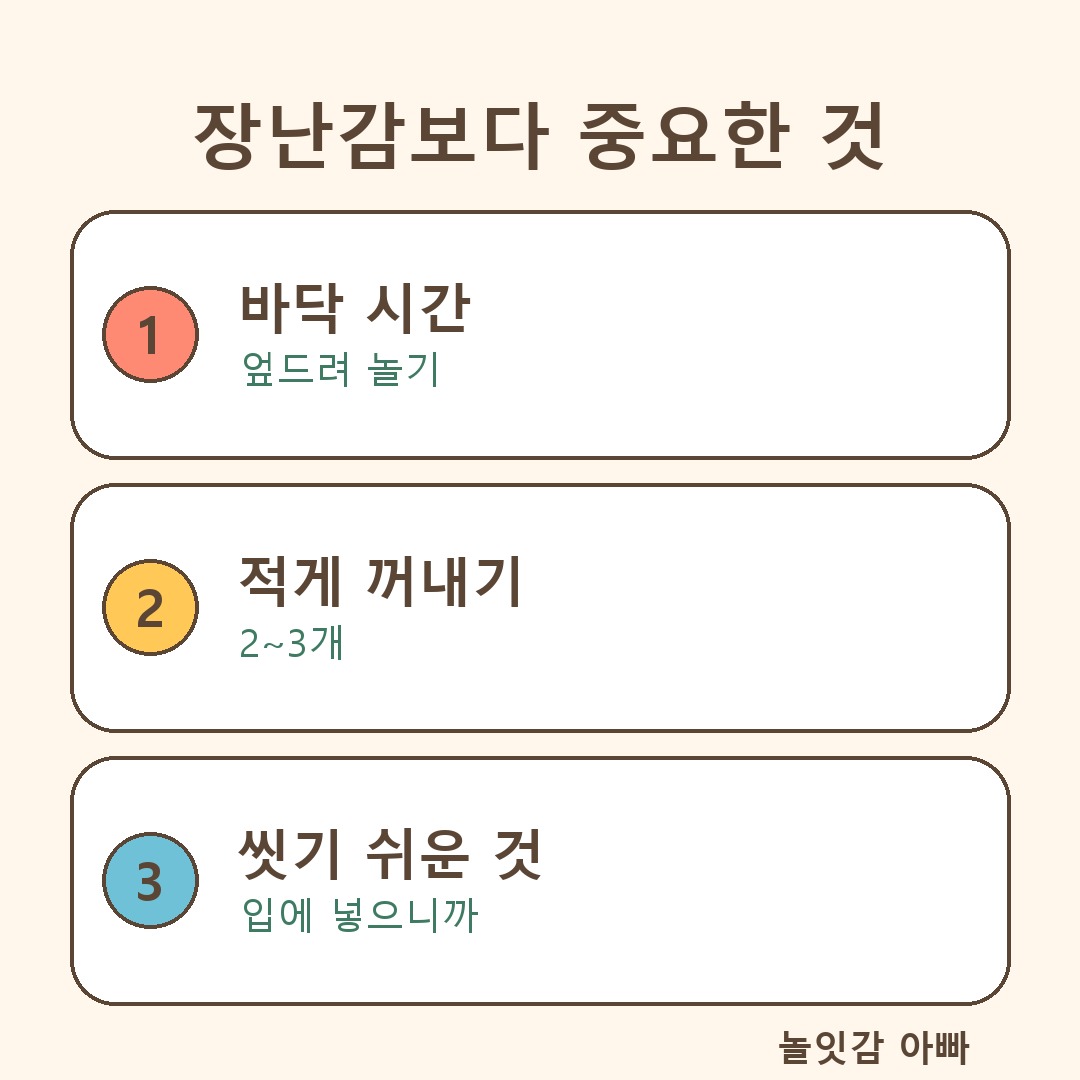 장난감보다 중요한 것
1
바닥 시간
엎드려 놀기
2
적게 꺼내기
2~3개
3
씻기 쉬운 것
입에 넣으니까
놀잇감 아빠